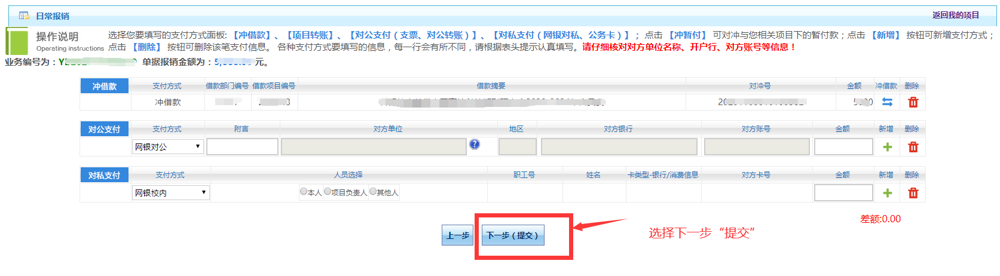 日常报销
返回我的项目
操作说明
Operating instructions
选择您要填写的支付方式面板:【冲借款】、【项目转账】、【对公支付（支票、对公转账）】、【对私支付（网银对私、公务卡）】；点击 【冲暂付】 可对冲与您相关项目下的暂付款；点击 【新增】 按钮可新增支付方式；
点击 【删除】 按钮可删除该笔支付信息。 各种支付方式要填写的信息，每一行会有所不同，请根据表头提示认真填写。请仔细核对对方单位名称、开户行、对方账号等信息！
业务编号为： 单据报销金额为： 元。
冲借款 支付方式 借款部门编号 借款项目编号 借款摘要 对冲号 金额 冲借款 删除
冲借款
对公支付 支付方式 附言 对方单位 地区 对方银行 对方账号 金额 新增 删除
网银对公
对私支付 支付方式 人员选择 职工号 姓名 卡类型-银行/消费信息 对方卡号 金额 新增 删除
网银校内 本人 项目负责人 其他人
差额:0.00
上一步 下一步（提交）
选择下一步“提交”